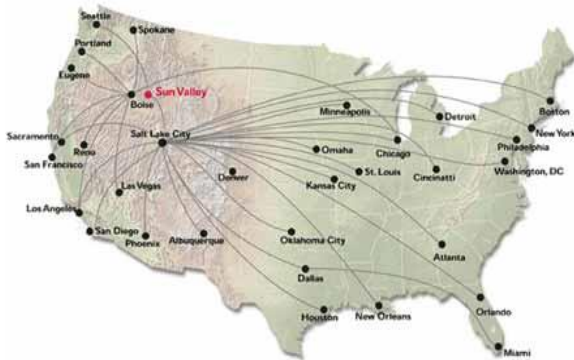 Seattle
Spokane
Portland
Eugene
Boise
Sun Valley
Minneapolis
Detroit
Boston
New York
Sacramento
Reno
Salt Lake City
Omaha
Chicago
Philadelphia
San Francisco
Denver
Kansas City
St. Louis
Cincinatti
Washington, DC
Las Vegas
Los Angeles
San Diego
Phoenix
Albuquerque
Oklahoma City
Atlanta
Dallas
Houston
New Orleans
Orlando
Miami